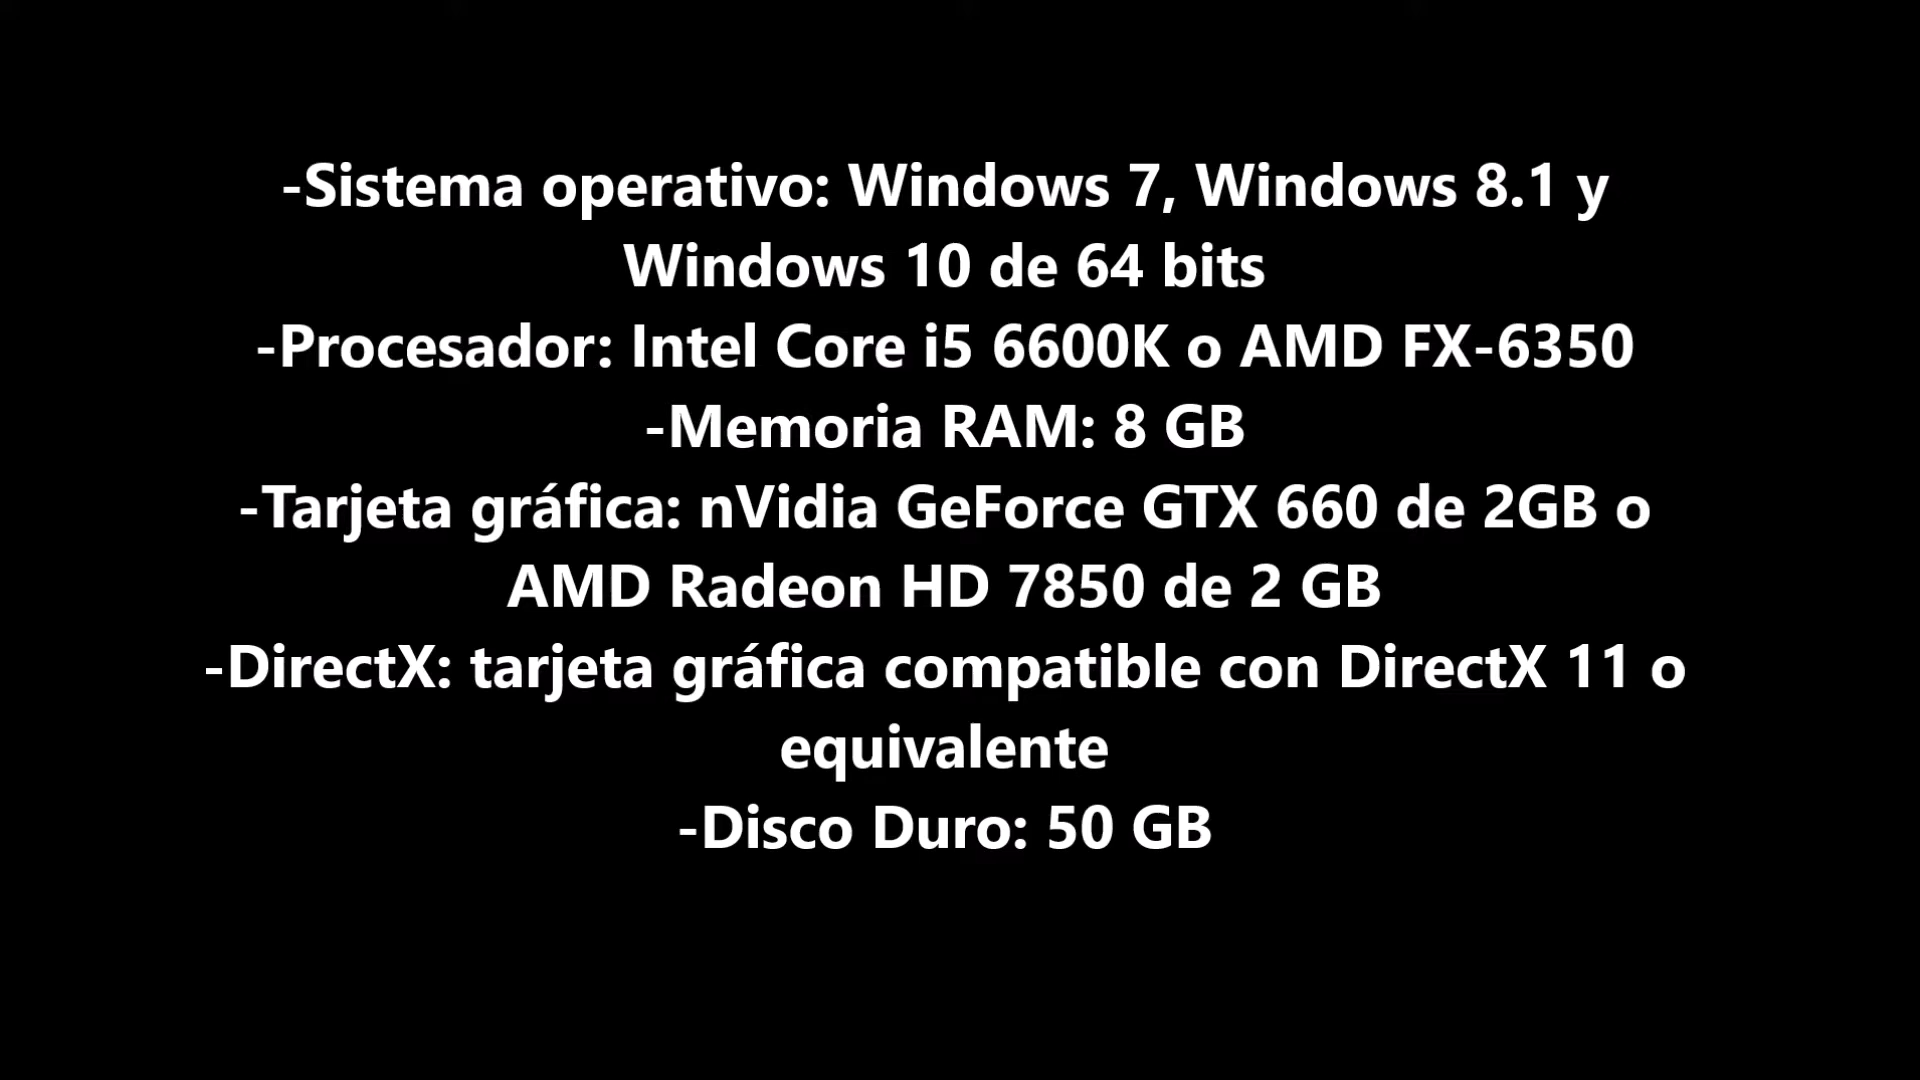 -Sistema operativo: Windows 7, Windows 8.1 y
Windows 10 de 64 bits
-Procesador: Intel Core i5 6600K o AMD FX-6350
-Memoria RAM: 8 GB
-Tarjeta gráfica: nVidia GeForce GTX 660 de 2GB o
AMD Radeon HD 7850 de 2 GB
-DirectX: tarjeta gráfica compatible con DirectX 11 o
equivalente
-Disco Duro: 50 GB